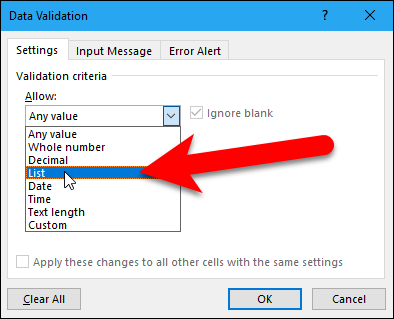 Data Validation ?
Settings Input Message Error Alert
Validation criteria
Allow:
Any value Ignore blank
Any value
Whole number
Decimal
List
Date
Time
Text length
Custom
Apply these changes to all other cells with the same settings
Clear All OK Cancel